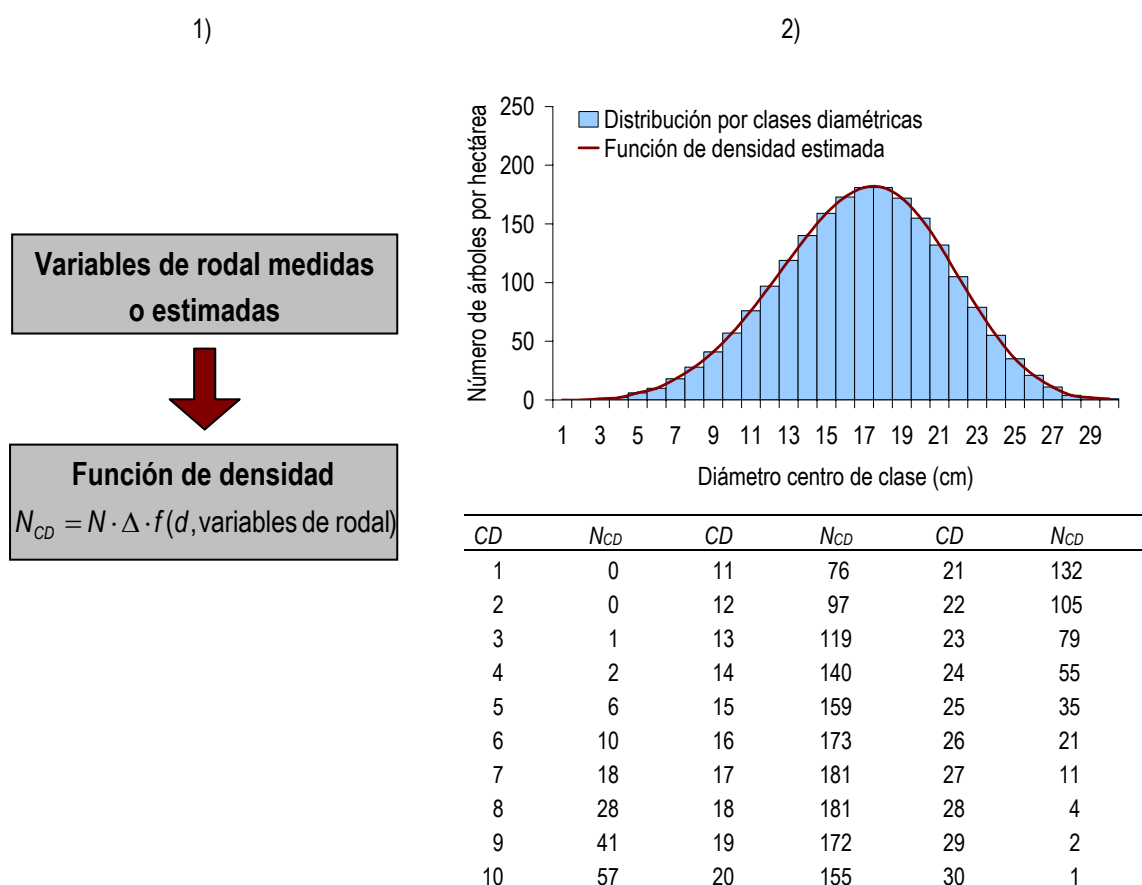 1)
2)
Variables de rodal medidas
o estimadas
Función de densidad
N_CD = N · Δ · f(d, variables de rodal)
Número de árboles por hectárea
250
200
150
100
50
0
Distribución por clases diamétricas
Función de densidad estimada
1 3 5 7 9 11 13 15 17 19 21 23 25 27 29
Diámetro centro de clase (cm)
CD NCD CD NCD CD NCD
1 0 11 76 21 132
2 0 12 97 22 105
3 1 13 119 23 79
4 2 14 140 24 55
5 6 15 159 25 35
6 10 16 173 26 21
7 18 17 181 27 11
8 28 18 181 28 4
9 41 19 172 29 2
10 57 20 155 30 1